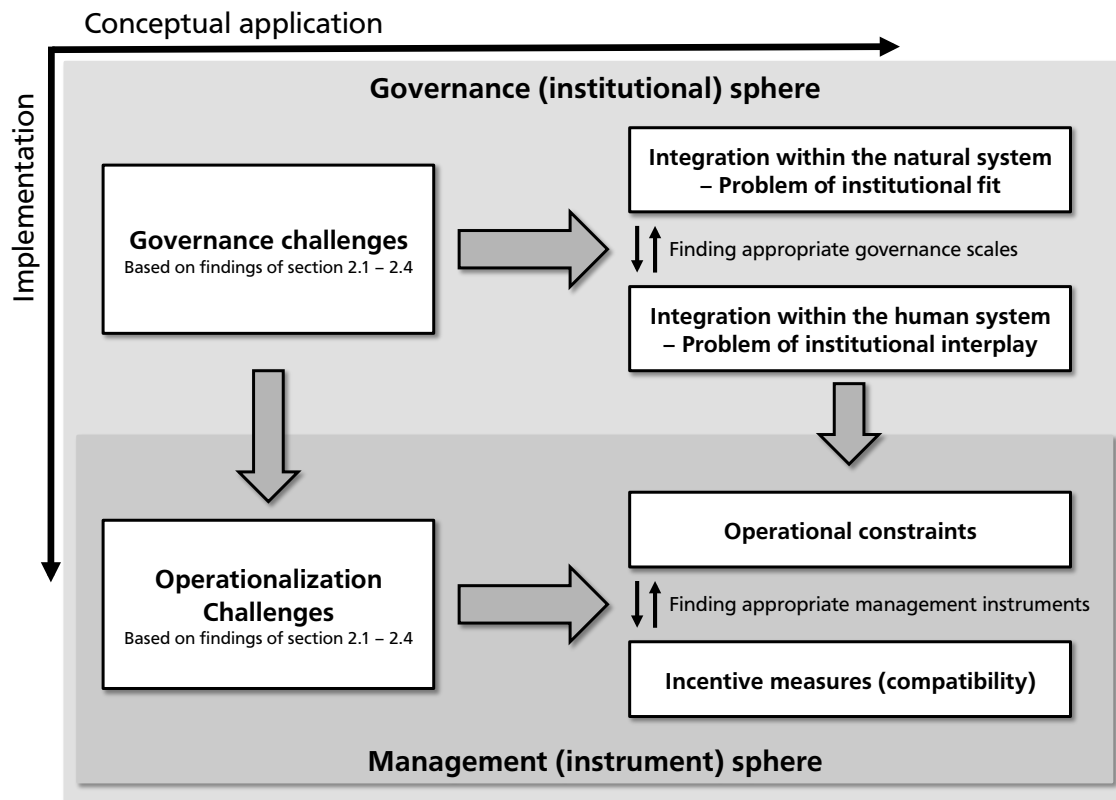 Conceptual application
Implementation
Governance (institutional) sphere
Governance challenges
Based on findings of section 2.1 – 2.4
Integration within the natural system
– Problem of institutional fit
Finding appropriate governance scales
Integration within the human system
– Problem of institutional interplay
Operationalization
Challenges
Based on findings of section 2.1 – 2.4
Operational constraints
Finding appropriate management instruments
Incentive measures (compatibility)
Management (instrument) sphere